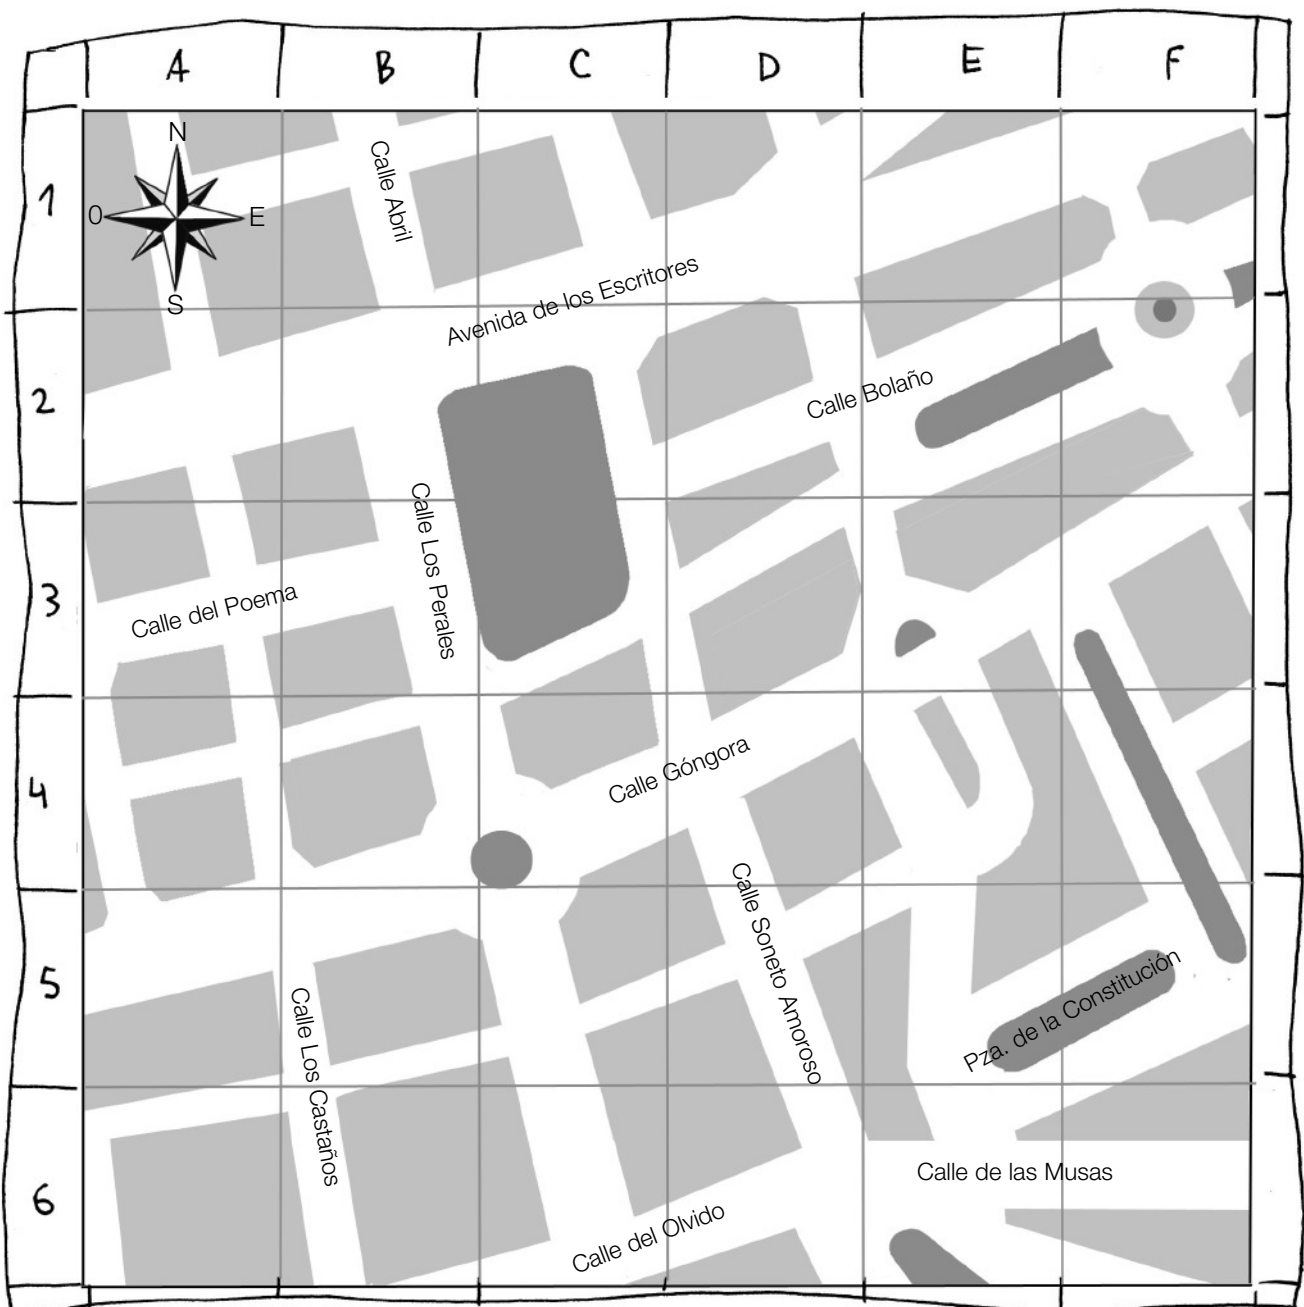 A B C D E F
1
2
3
4
5
6
N
O E
S
Calle Abril
Avenida de los Escritores
Calle Bolaño
Calle Los Perales
Calle del Poema
Calle Góngora
Calle Soneto Amoroso
Pza. de la Constitución
Calle Los Castaños
Calle de las Musas
Calle del Olvido